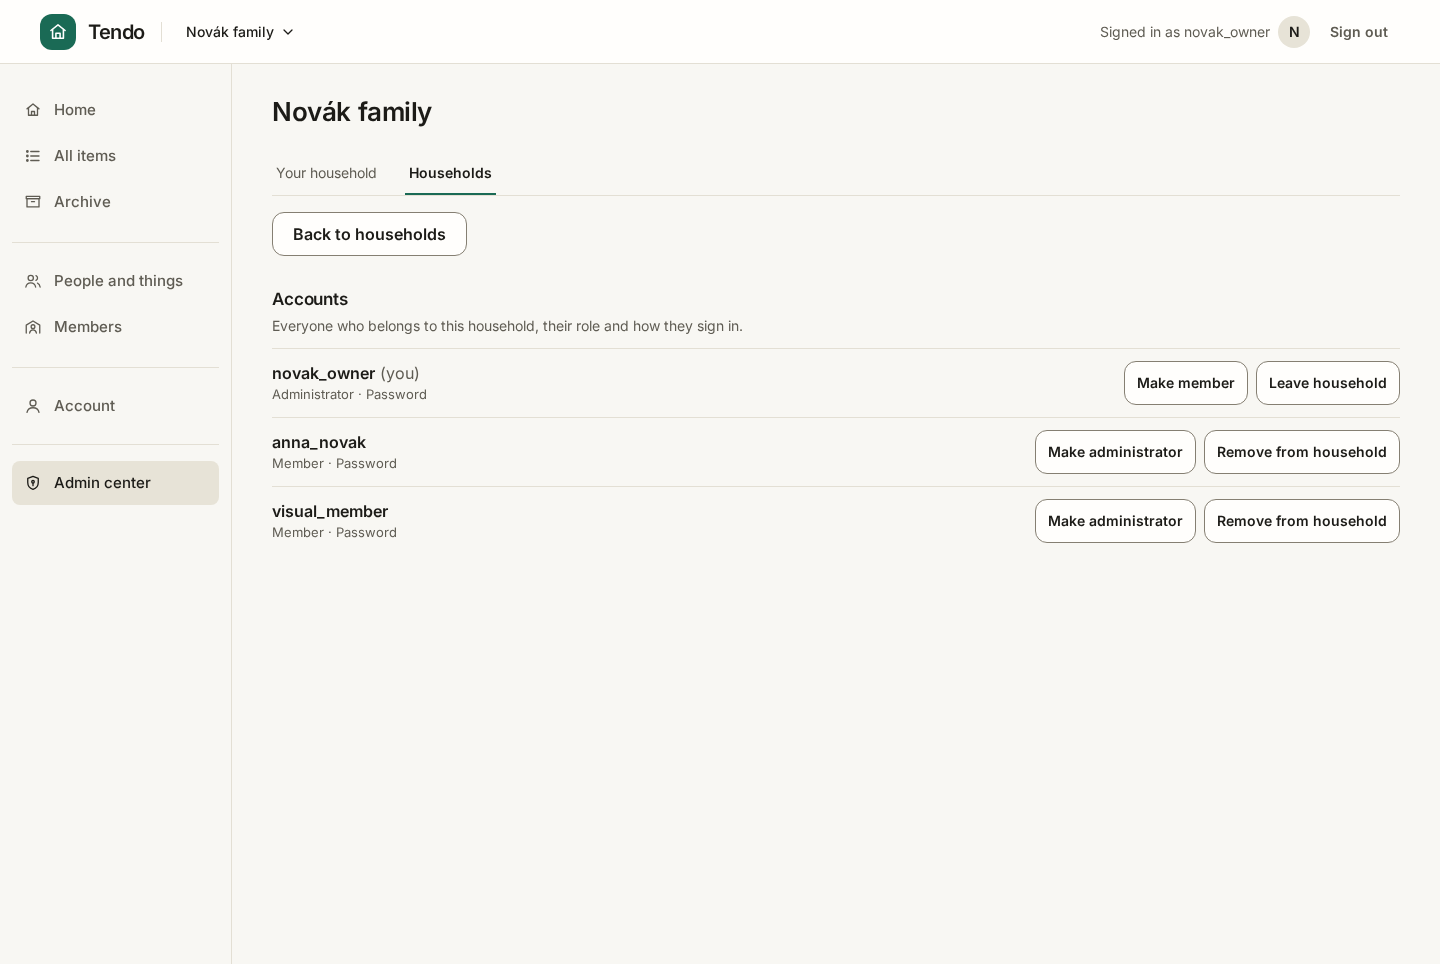 Tendo
Novák family
Signed in as novak_owner
N
Sign out
Home
All items
Archive
People and things
Members
Account
Admin center
Novák family
Your household
Households
Back to households
Accounts
Everyone who belongs to this household, their role and how they sign in.
novak_owner (you)
Administrator · Password
Make member
Leave household
anna_novak
Member · Password
Make administrator
Remove from household
visual_member
Member · Password
Make administrator
Remove from household